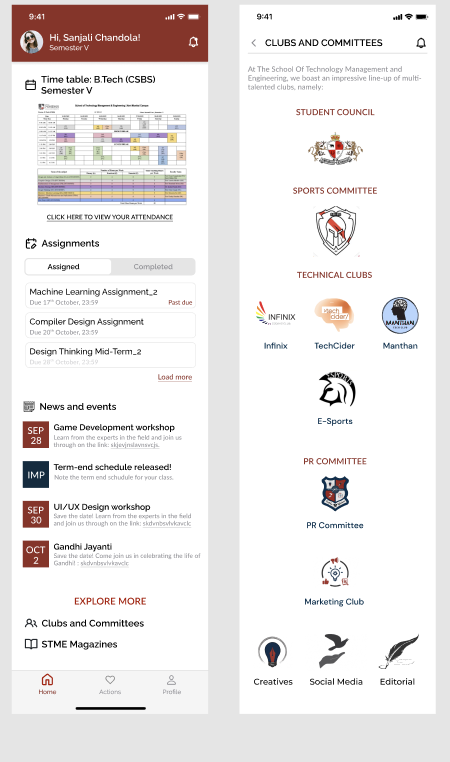 9:41
Hi, Sanjali Chandola!
Semester V
Time table: B.Tech (CSBS)
Semester V
CLICK HERE TO VIEW YOUR ATTENDANCE
Assignments
Assigned
Completed
Machine Learning Assignment_2
Due 17th October, 23:59
Past due
Compiler Design Assignment
Due 20th October, 23:59
Design Thinking Mid-Term_2
Due 28th October, 23:59
Load more
News and events
SEP
28
Game Development workshop
Learn from the experts in the field and join us
through on the link: skjevjnslavnsvcjs.
IMP
Term-end schedule released!
Note the term end schudule for your class.
SEP
30
UI/UX Design workshop
Save the date! Learn from the experts in the field
and join us through on the link: skdvnbsvlvkavclc
OCT
2
Gandhi Jayanti
Save the date! Come join us in celebrating the life of
Gandhi! : skdvnbsvlvkavclc
EXPLORE MORE
Clubs and Committees
STME Magazines
Home
Actions
Profile
9:41
CLUBS AND COMMITTEES
At The School Of Technology Management and
Engineering, we boast an impressive line-up of multi-
talented clubs, namely:
STUDENT COUNCIL
SPORTS COMMITTEE
TECHNICAL CLUBS
INFINIX
tech
cider/
MANTHAN
Infinix
TechCider
Manthan
ESPORTS
E-Sports
PR COMMITTEE
PR Committee
Marketing Club
Creatives
Social Media
Editorial